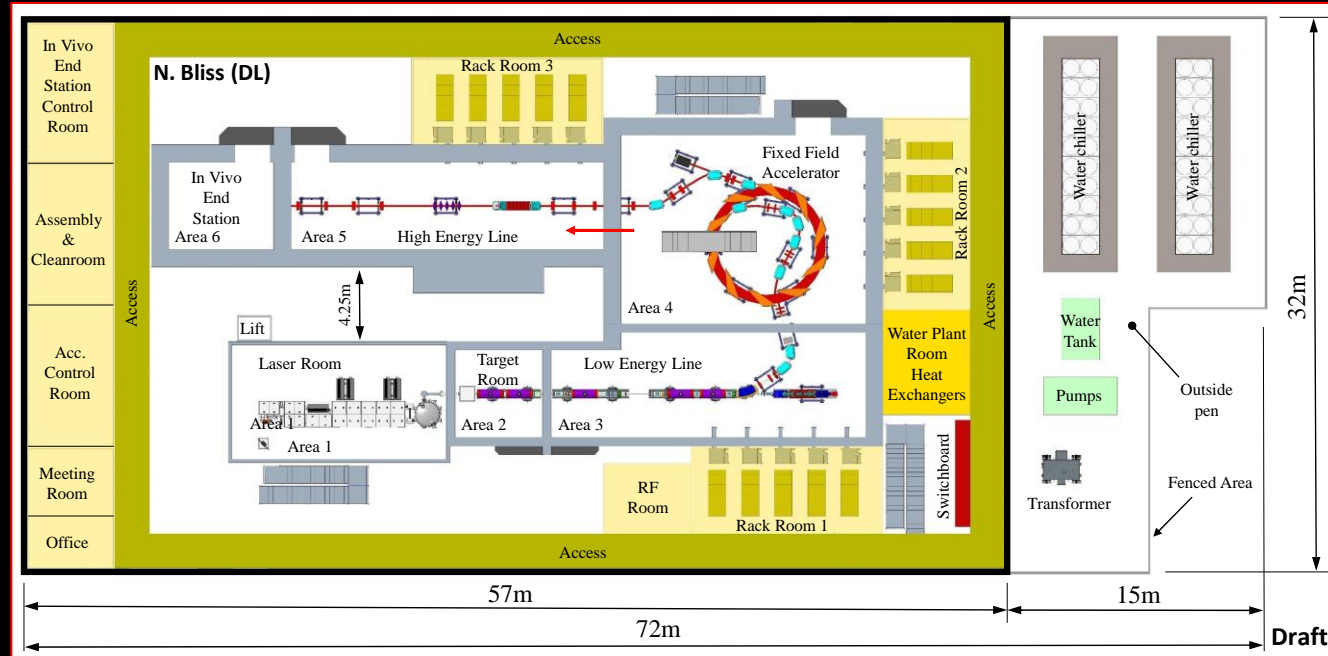 In Vivo
End
Station
Control
Room
Assembly
&
Cleanroom
Acc.
Control
Room
Meeting
Room
Office
Access
Access
N. Bliss (DL)
Rack Room 3
In Vivo
End
Station
Area 6
Area 5
High Energy Line
Fixed Field
Accelerator
Area 4
Rack Room 2
4.25m
Lift
Laser Room
Area 1
Area 1
Target
Room
Area 2
Low Energy Line
Area 3
Water Plant
Room
Heat
Exchangers
Access
RF
Room
Rack Room 1
Switchboard
Access
Water chiller
Water chiller
Water
Tank
Pumps
Outside
pen
Transformer
Fenced Area
32m
57m
15m
72m
Draft